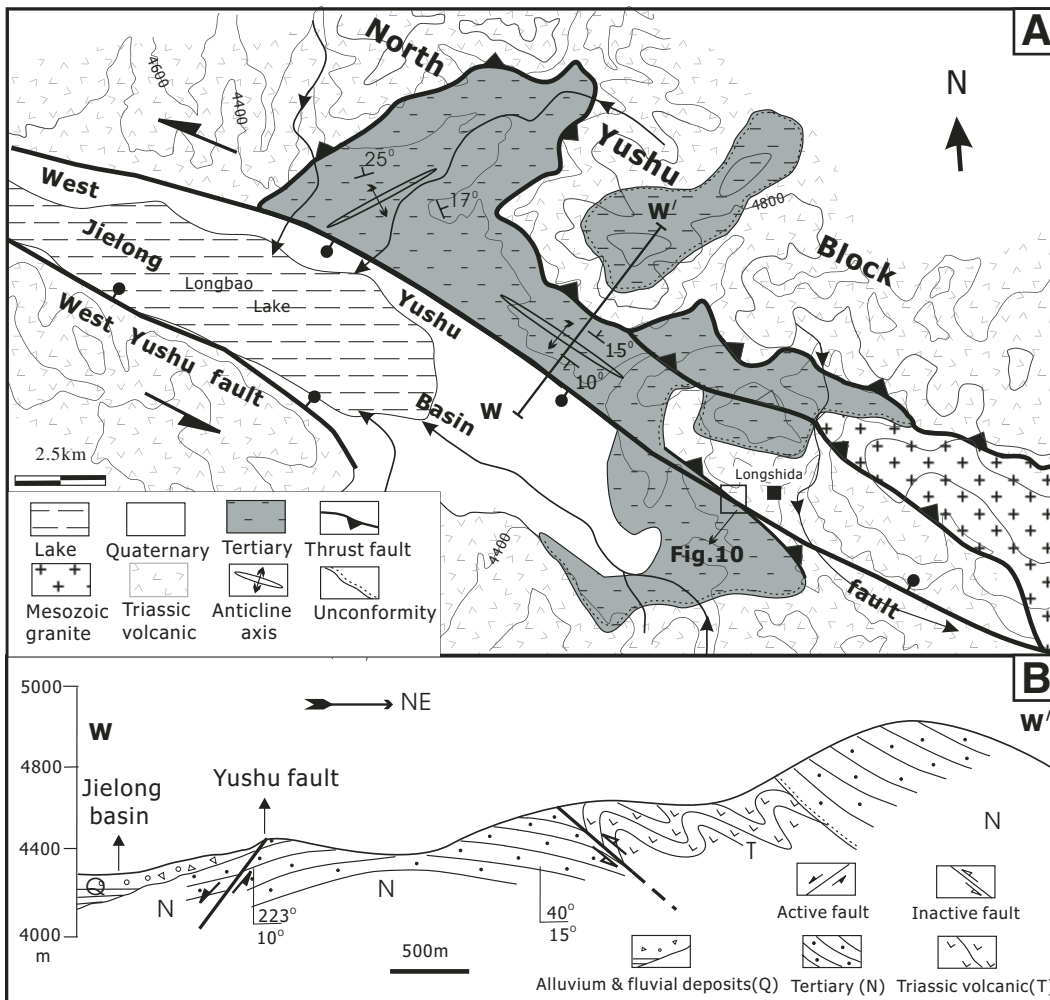 A
North
Yushu
Block
N
4600
4400
West
Jielong
Longbao
Lake
West Yushu fault
Yushu
Basin
25°
17°
4800
W'
15°
10°
W
Longshida
Fig.10
4400
fault
2.5km
Lake
Quaternary
Tertiary
Thrust fault
Mesozoic
granite
Triassic
volcanic
Anticline
axis
Unconformity
B
5000
4800
4400
4000
m
W
NE
W'
Jielong
basin
Yushu fault
Q
N
N
T
N
223°
10°
40°
15°
500m
Active fault
Inactive fault
Alluvium & fluvial deposits(Q)
Tertiary (N)
Triassic volcanic(T